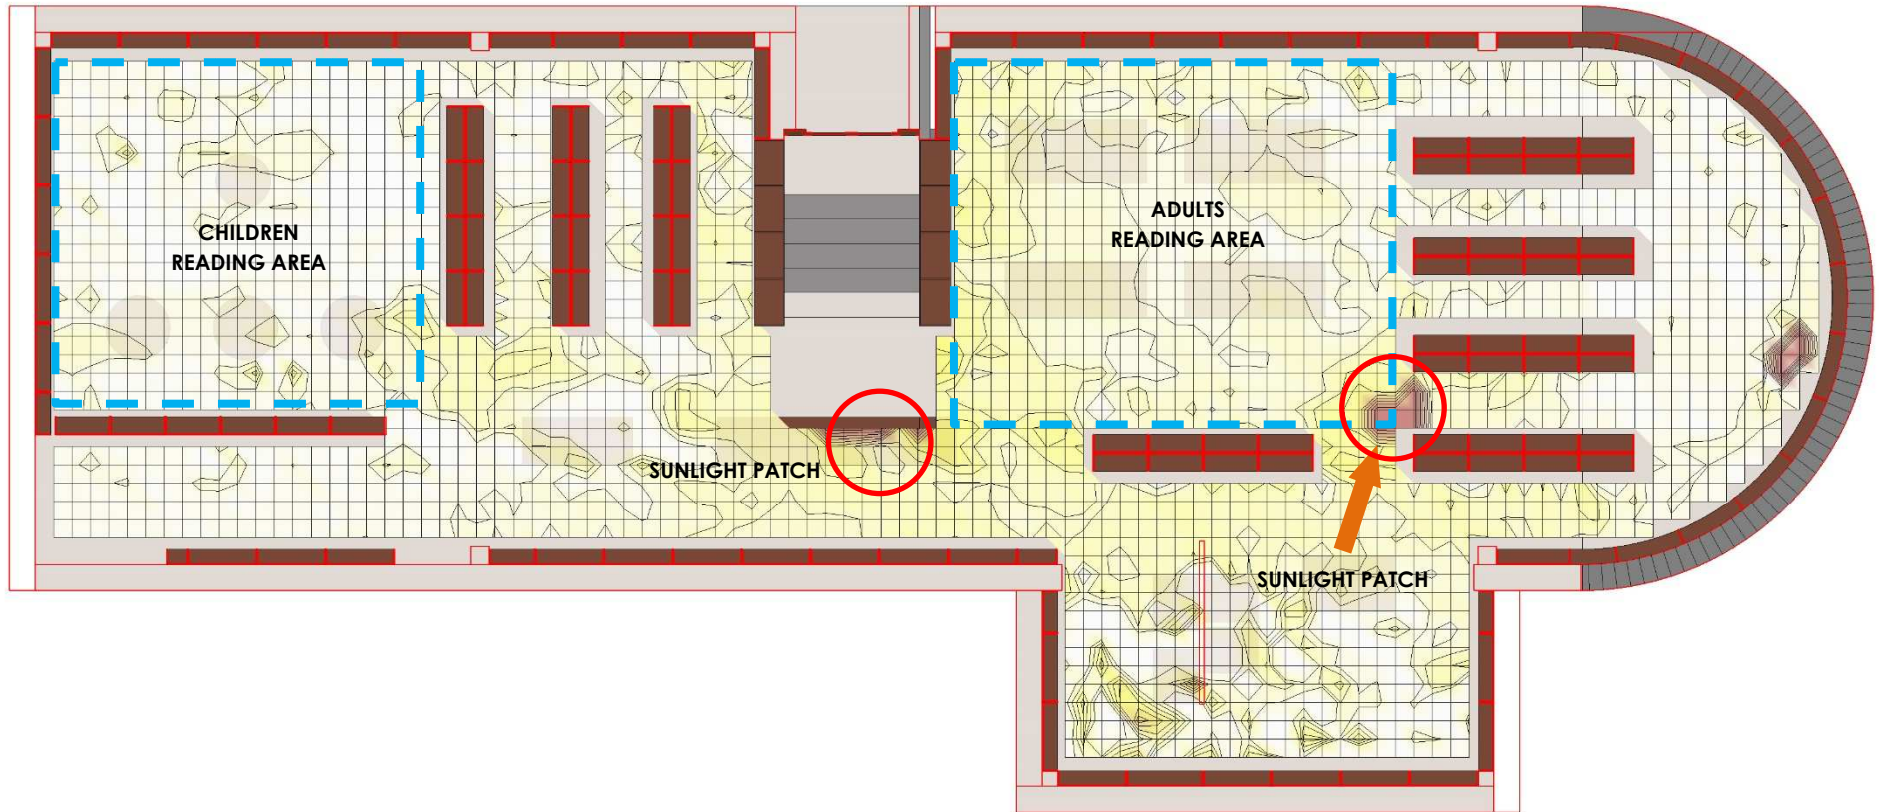 CHILDREN
READING AREA
ADULTS
READING AREA
SUNLIGHT PATCH
SUNLIGHT PATCH